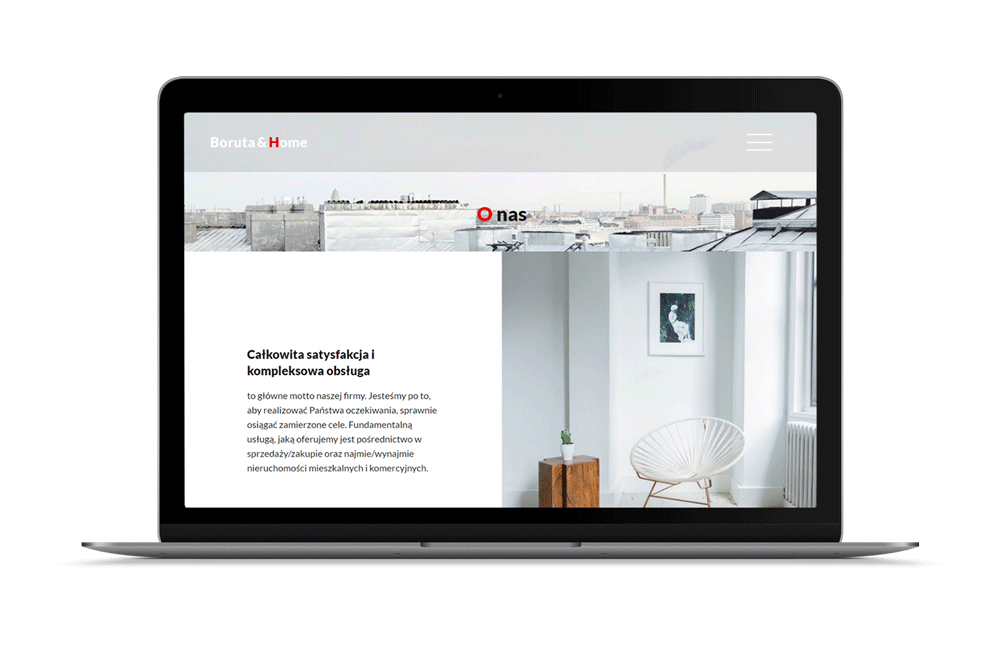 Boruta & Home
O nas
Całkowita satysfakcja i
kompleksowa obsługa
to główne motto naszej firmy. Jesteśmy po to,
aby realizować Państwa oczekiwania, sprawnie
osiągać zamierzone cele. Fundamentalną
usługą, jaką oferujemy jest pośrednictwo w
sprzedaży/zakupie oraz najmie/wynajmie
nieruchomości mieszkalnych i komercyjnych.